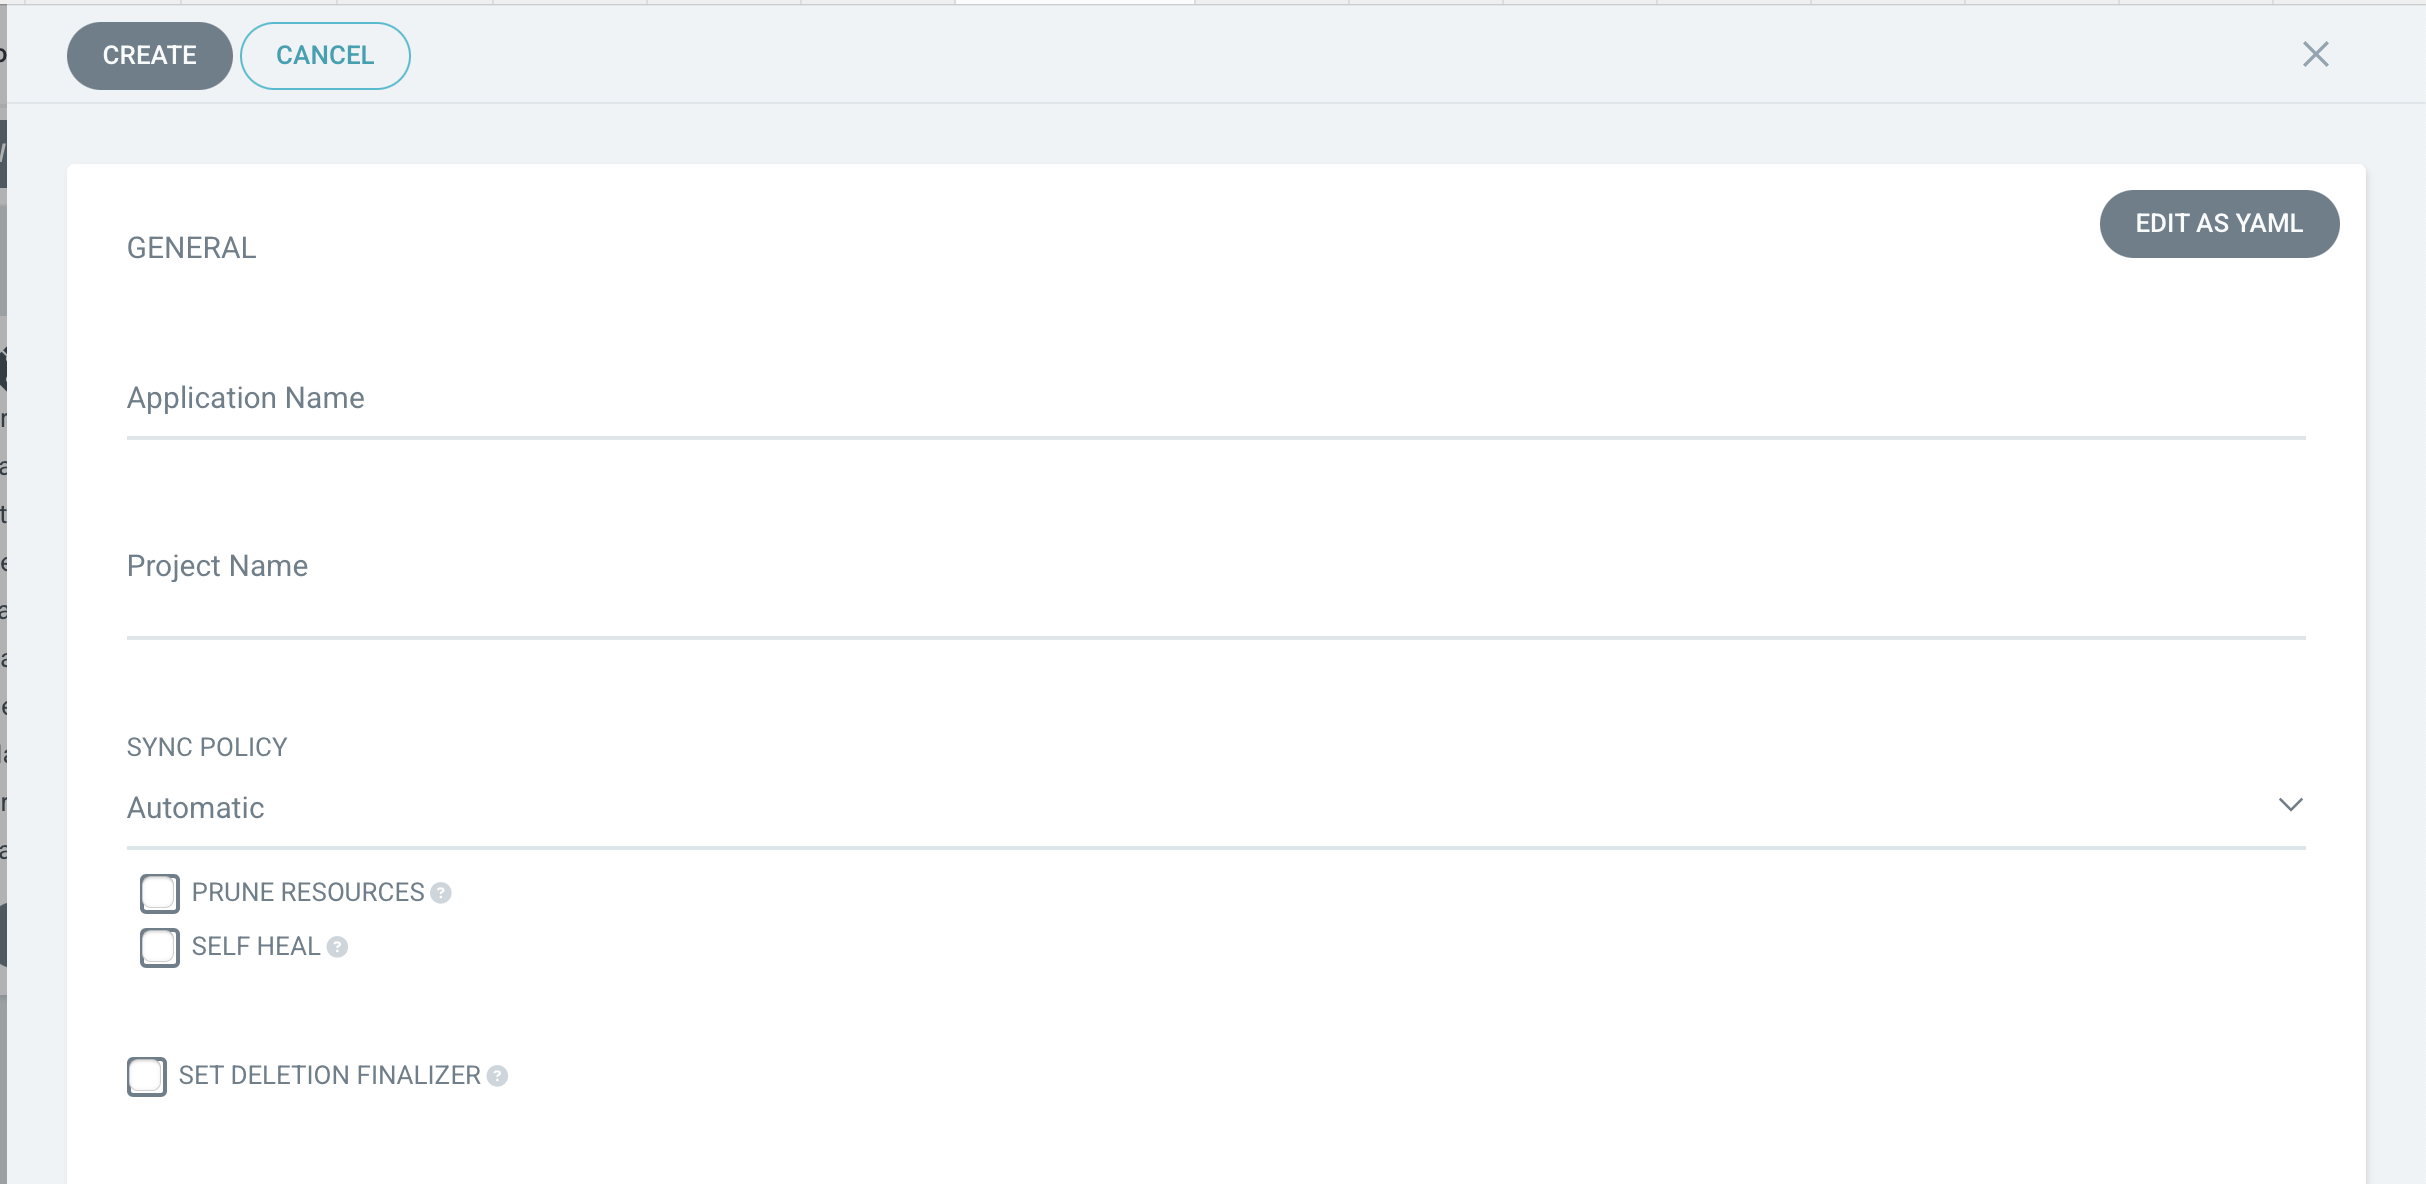 CREATE CANCEL
EDIT AS YAML
GENERAL
Application Name
Project Name
SYNC POLICY
Automatic
PRUNE RESOURCES ?
SELF HEAL ?
SET DELETION FINALIZER ?